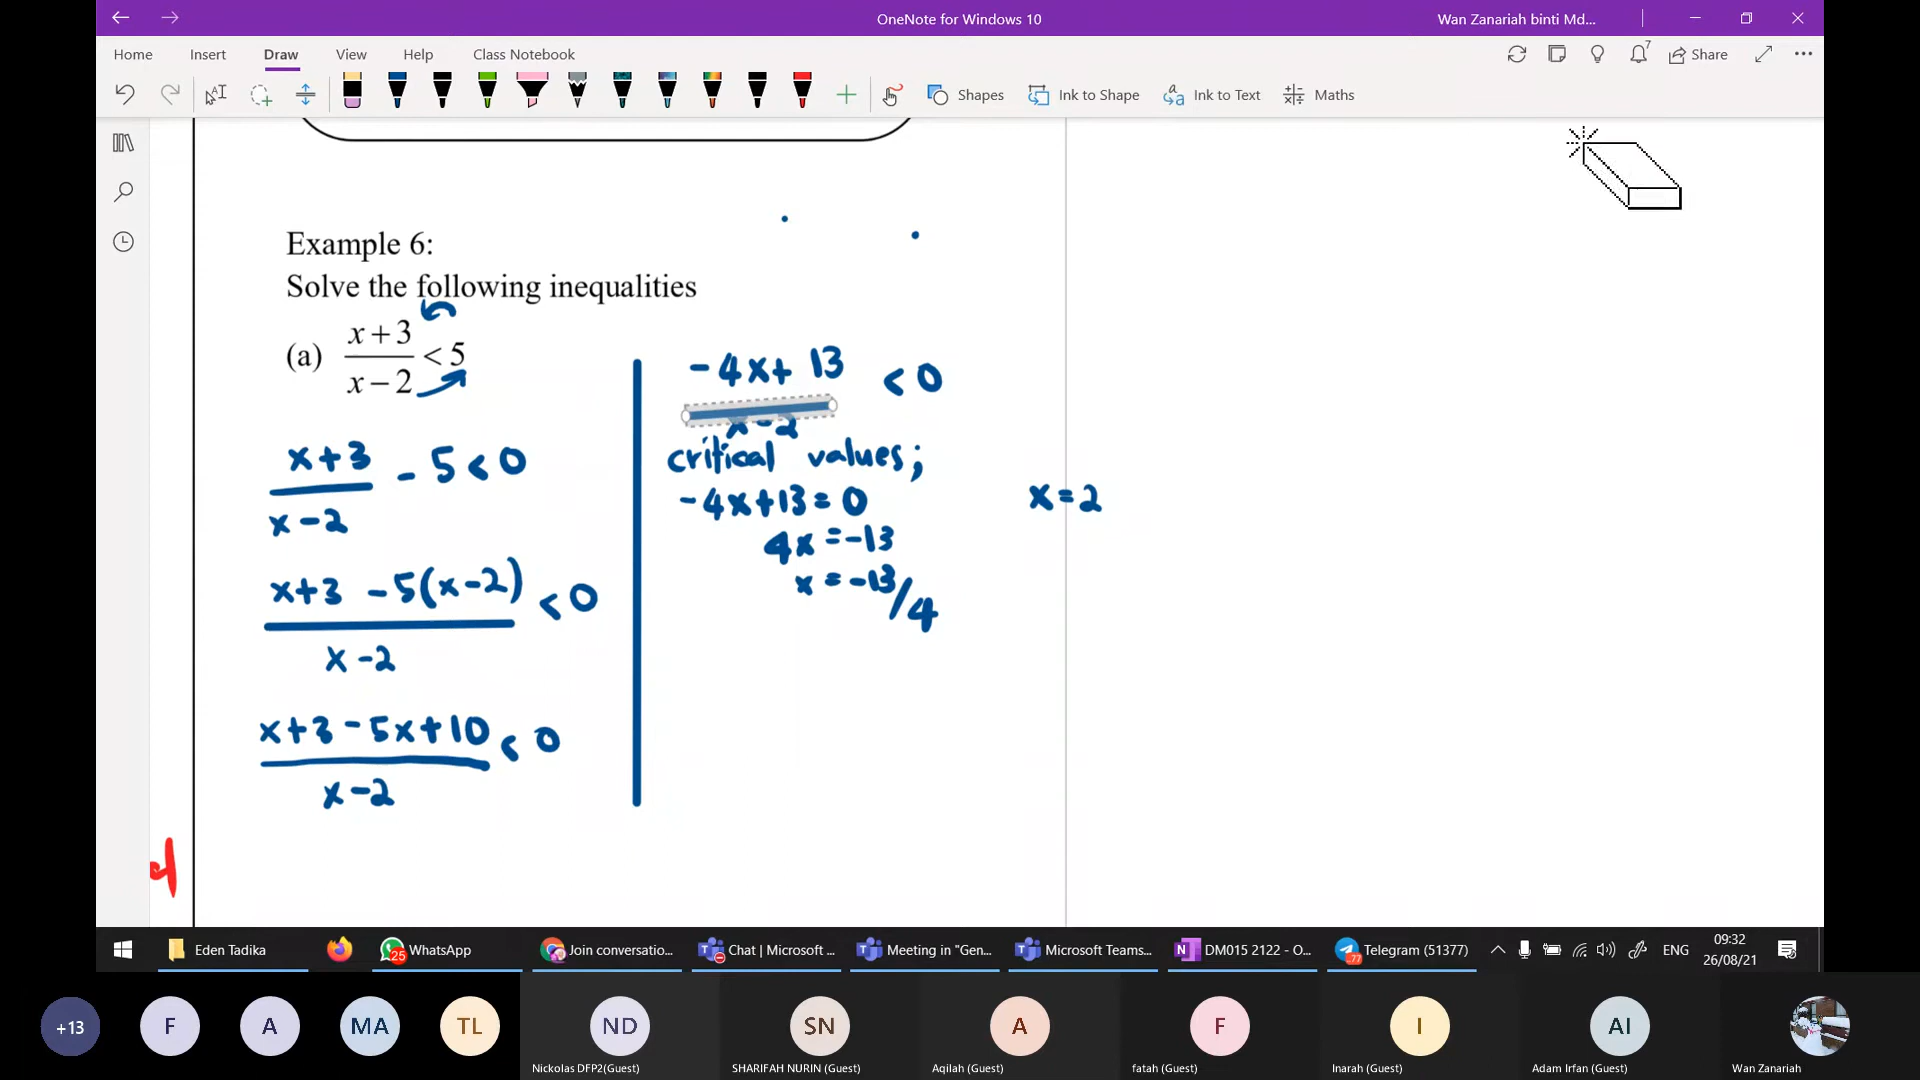 OneNote for Windows 10
Wan Zanariah binti Md...
Home Insert Draw View Help Class Notebook
7
Share
Shapes Ink to Shape Ink to Text Maths
Example 6:
Solve the following inequalities
(a) x+3/x−2 < 5
x+3/x-2 - 5 < 0
x+3 -5(x-2)/x-2 < 0
x+3-5x+10/x-2 < 0
-4x+13/x-2 < 0
critical values;
-4x+13=0
4x = -13
x = -13/4
x = 2
Eden Tadika
25
WhatsApp
Join conversatio...
Chat | Microsoft ...
Meeting in "Gen...
Microsoft Teams...
DM015 2122 - O...
77
Telegram (51377)
ENG
09:32
26/08/21
+13
F
A
MA
TL
ND
SN
A
F
I
AI
Nickolas DFP2(Guest)
SHARIFAH NURIN (Guest)
Aqilah (Guest)
fatah (Guest)
Inarah (Guest)
Adam Irfan (Guest)
Wan Zanariah